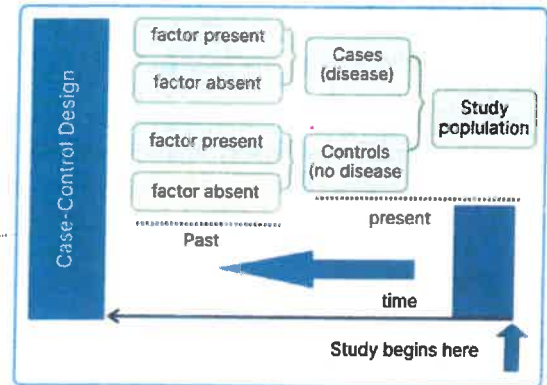 Case-Control Design
factor present
factor absent
factor present
factor absent
Cases
(disease)
Controls
(no disease
Study
poplulation
Past
present
time
Study begins here